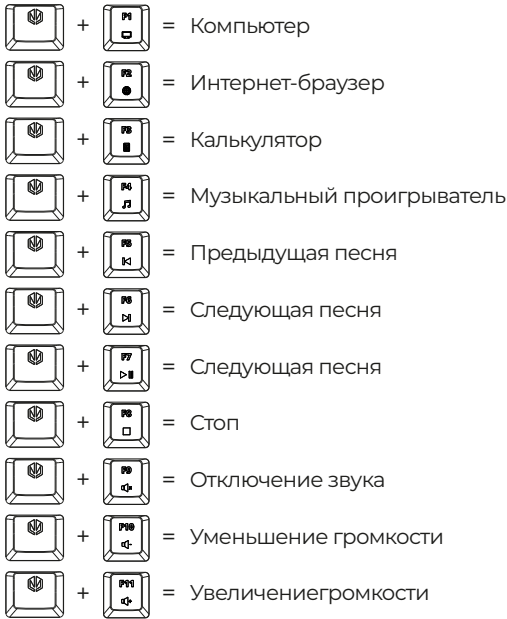 + F1 = Компьютер
+ F2 = Интернет-браузер
+ F3 = Калькулятор
+ F4 = Музыкальный проигрыватель
+ F5 = Предыдущая песня
+ F6 = Следующая песня
+ F7 = Следующая песня
+ F8 = Стоп
+ F9 = Отключение звука
+ F10 = Уменьшение громкости
+ F11 = Увеличениегромкости